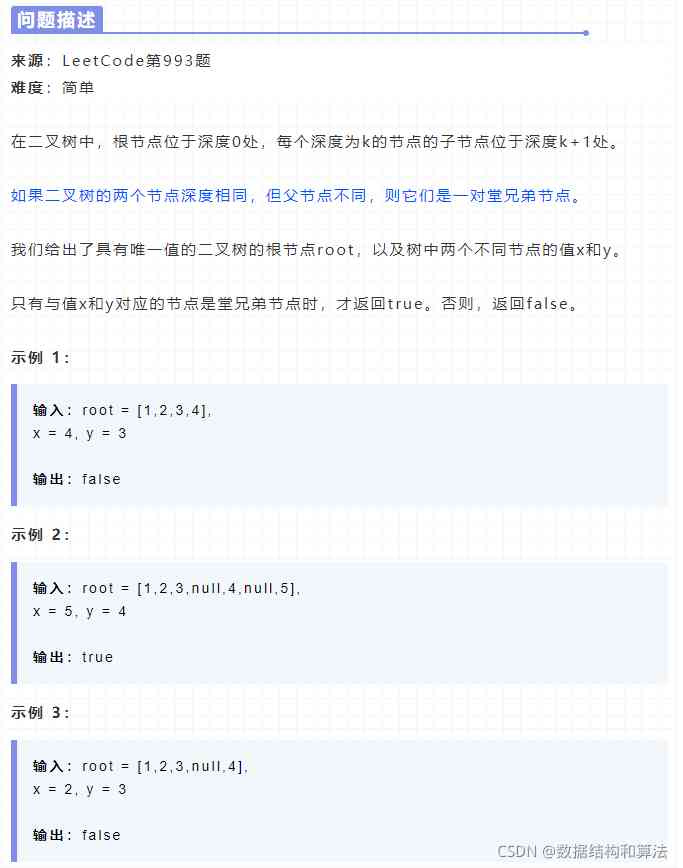 问题描述
来源：LeetCode第993题
难度：简单
在二叉树中，根节点位于深度0处，每个深度为k的节点的子节点位于深度k+1处。
如果二叉树的两个节点深度相同，但父节点不同，则它们是一对堂兄弟节点。
我们给出了具有唯一值的二叉树的根节点root，以及树中两个不同节点的值x和y。
只有与值x和y对应的节点是堂兄弟节点时，才返回true。否则，返回false。
示例 1：
输入：root = [1,2,3,4],
x = 4, y = 3
输出：false
示例 2：
输入：root = [1,2,3,null,4,null,5],
x = 5, y = 4
输出：true
示例 3：
输入：root = [1,2,3,null,4],
x = 2, y = 3
输出：false
CSDN @数据结构和算法